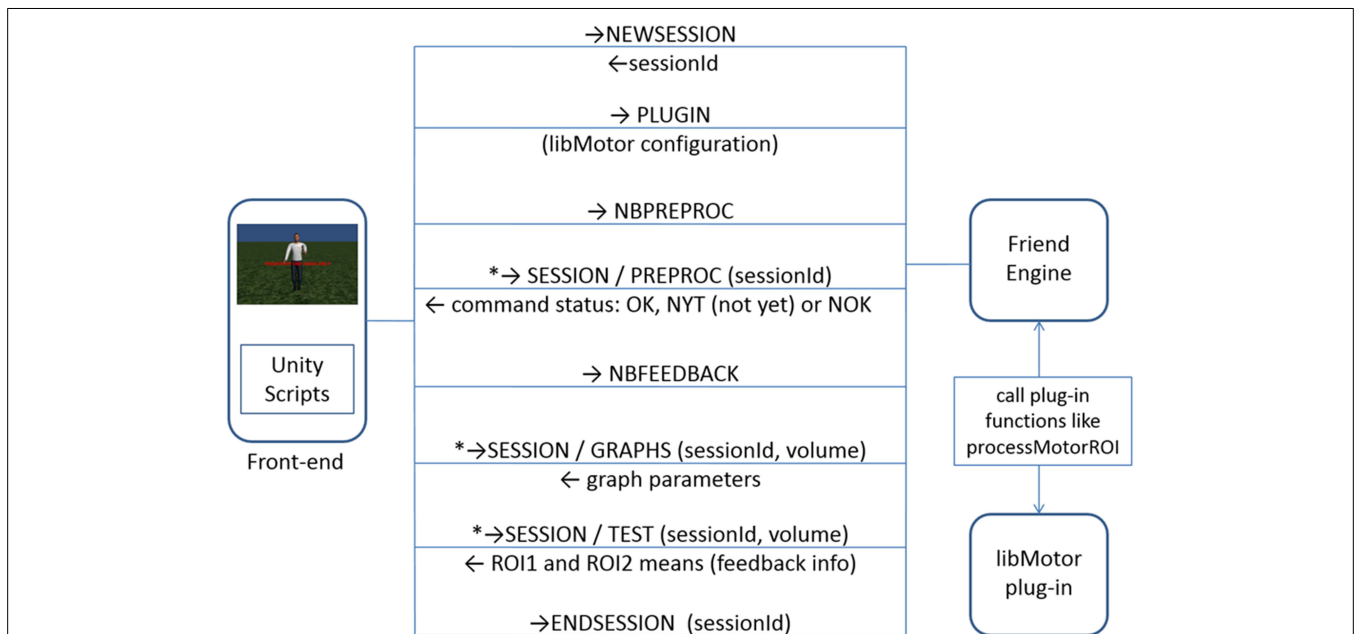 →NEWSESSION
←sessionId
→ PLUGIN
(libMotor configuration)
→ NBPREPROC
*→ SESSION / PREPROC (sessionId)
← command status: OK, NYT (not yet) or NOK
→ NBFEEDBACK
*→SESSION / GRAPHS (sessionId, volume)
← graph parameters
*→SESSION / TEST (sessionId, volume)
← ROI1 and ROI2 means (feedback info)
→ENDSESSION (sessionId)
Unity
Scripts
Front-end
Friend
Engine
call plug-in
functions like
processMotorROI
libMotor
plug-in